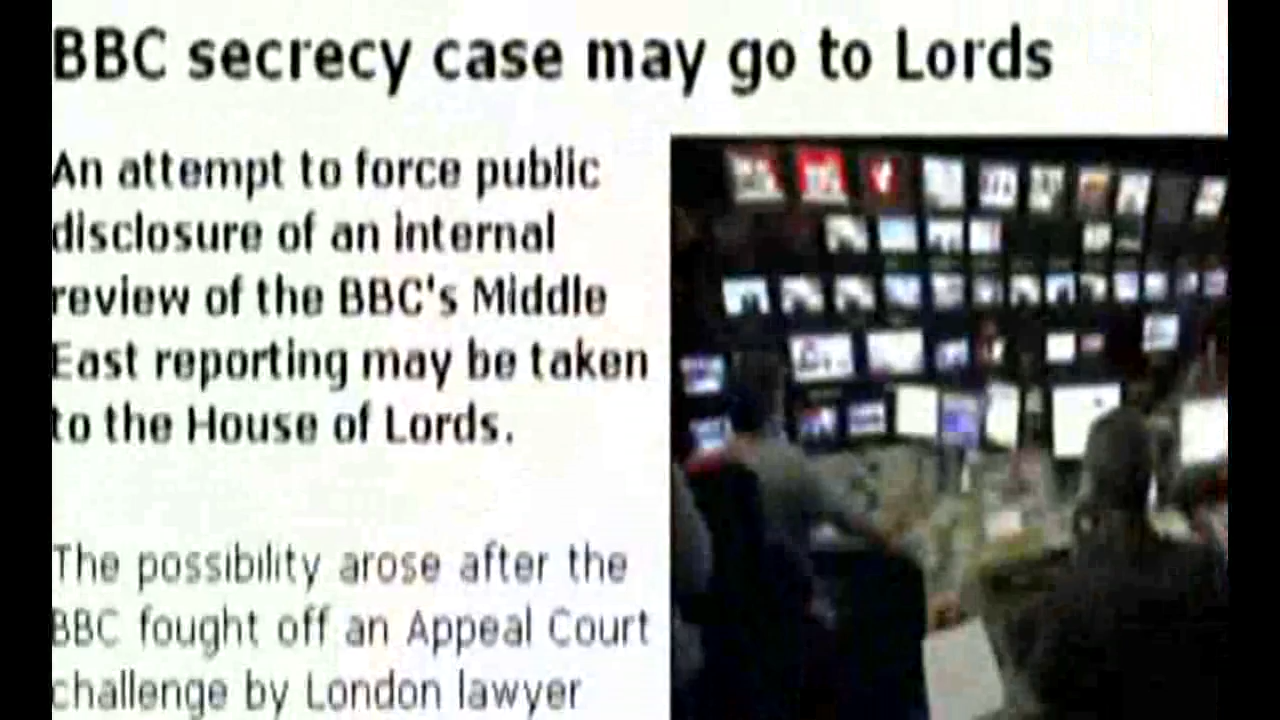 BBC secrecy case may go to Lords
An attempt to force public
disclosure of an internal
review of the BBC's Middle
East reporting may be taken
to the House of Lords.
The possibility arose after the
BBC fought off an Appeal Court
challenge by London lawyer